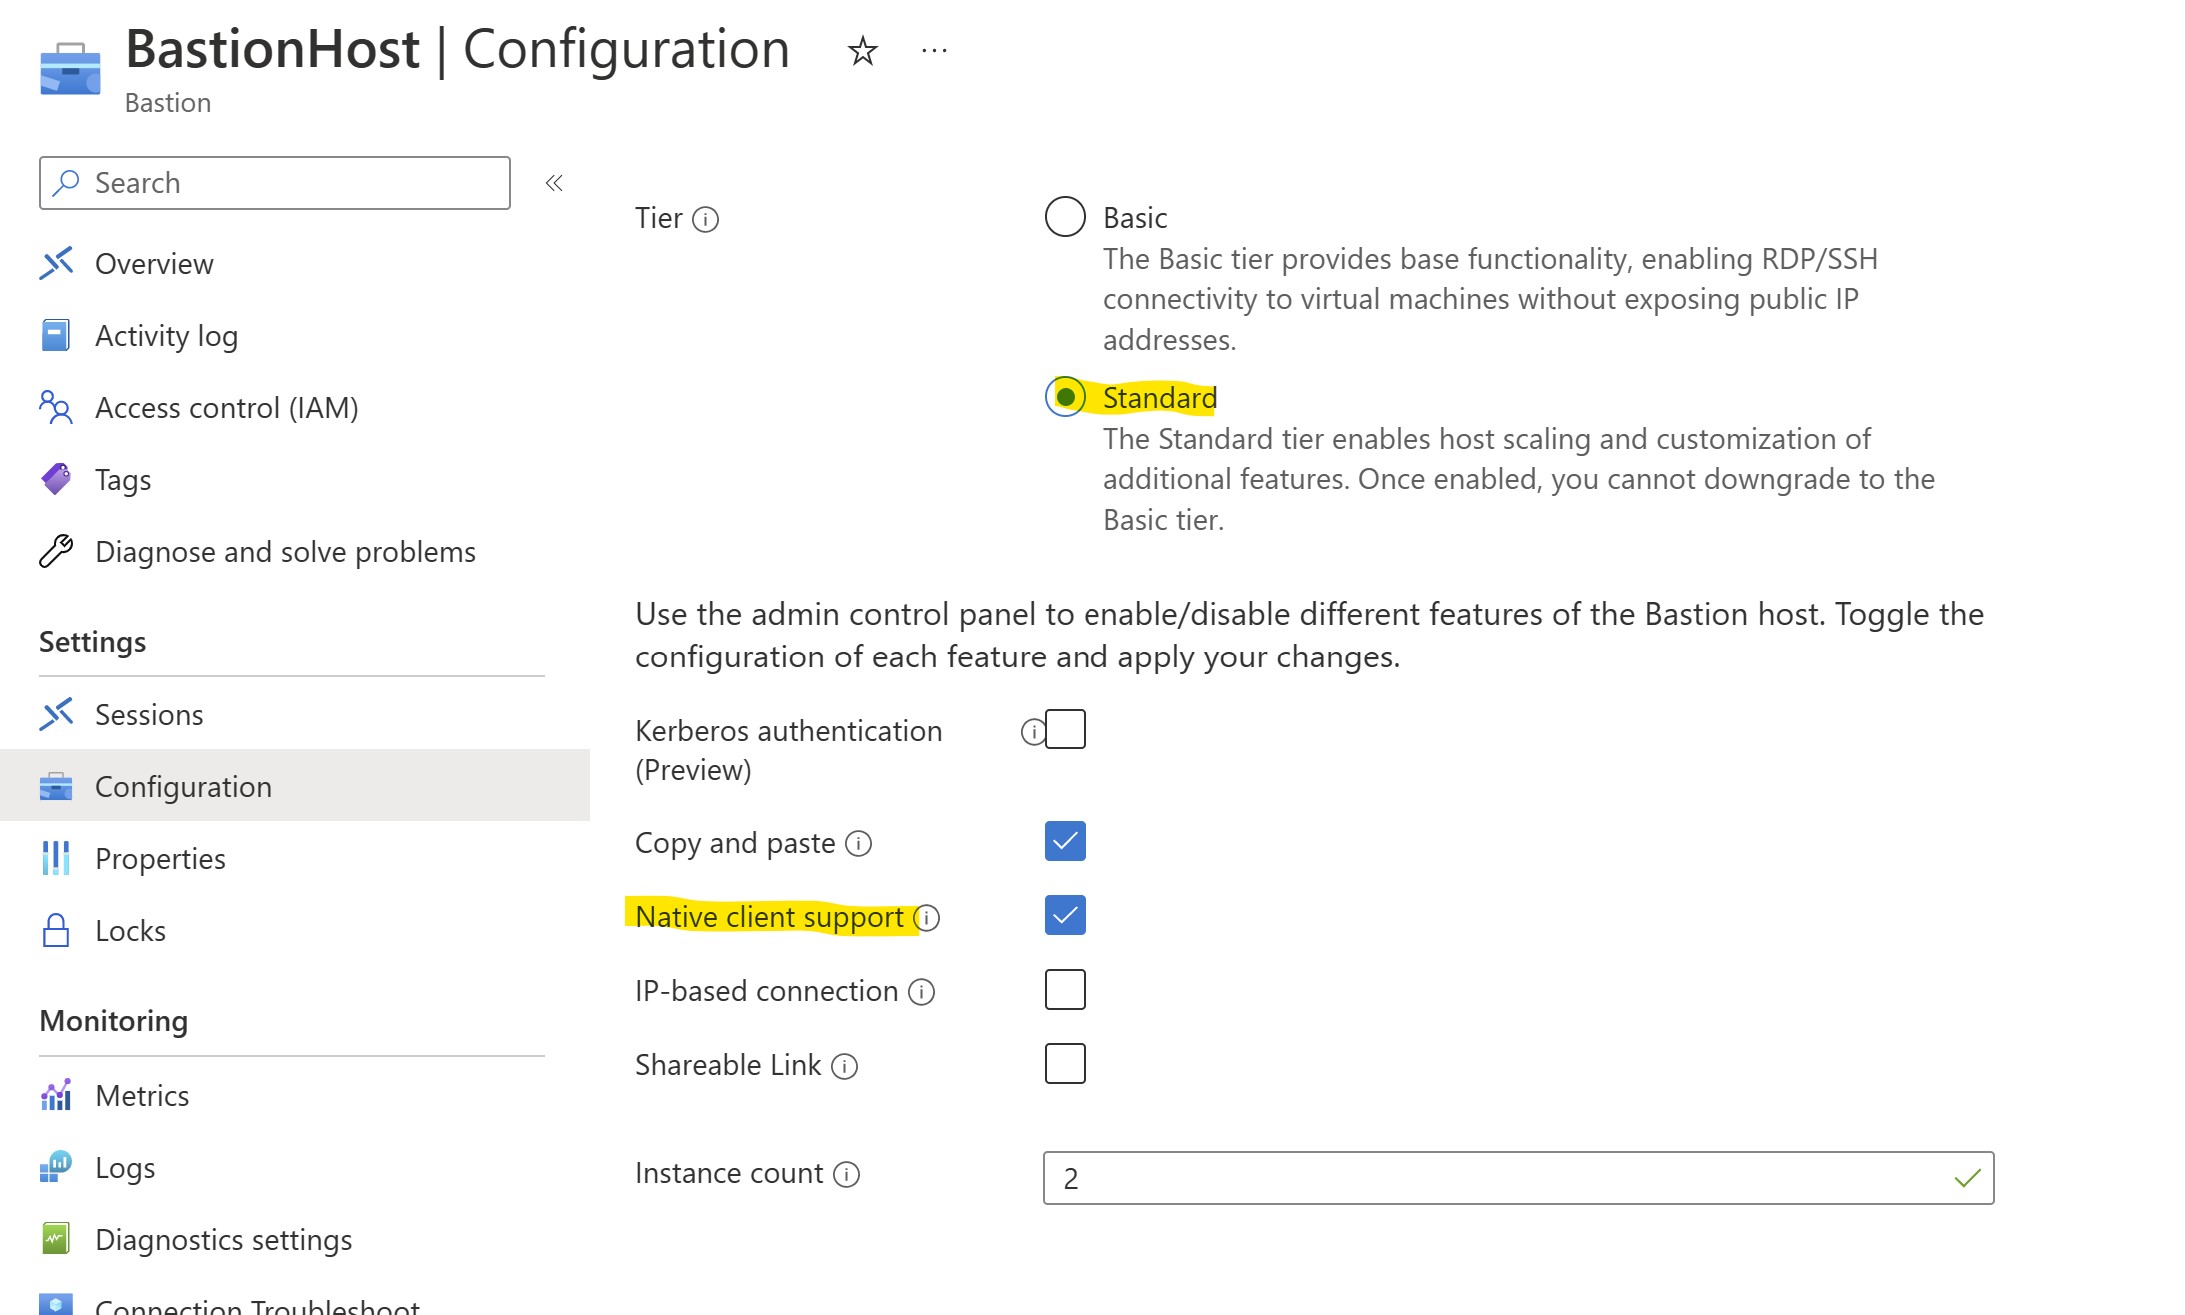 BastionHost | Configuration
Bastion
Search
Overview
Activity log
Access control (IAM)
Tags
Diagnose and solve problems
Settings
Sessions
Configuration
Properties
Locks
Monitoring
Metrics
Logs
Diagnostics settings
Connection Troubleshoot
Tier
Basic
The Basic tier provides base functionality, enabling RDP/SSH
connectivity to virtual machines without exposing public IP
addresses.
Standard
The Standard tier enables host scaling and customization of
additional features. Once enabled, you cannot downgrade to the
Basic tier.
Use the admin control panel to enable/disable different features of the Bastion host. Toggle the
configuration of each feature and apply your changes.
Kerberos authentication
(Preview)
Copy and paste
Native client support
IP-based connection
Shareable Link
Instance count
2